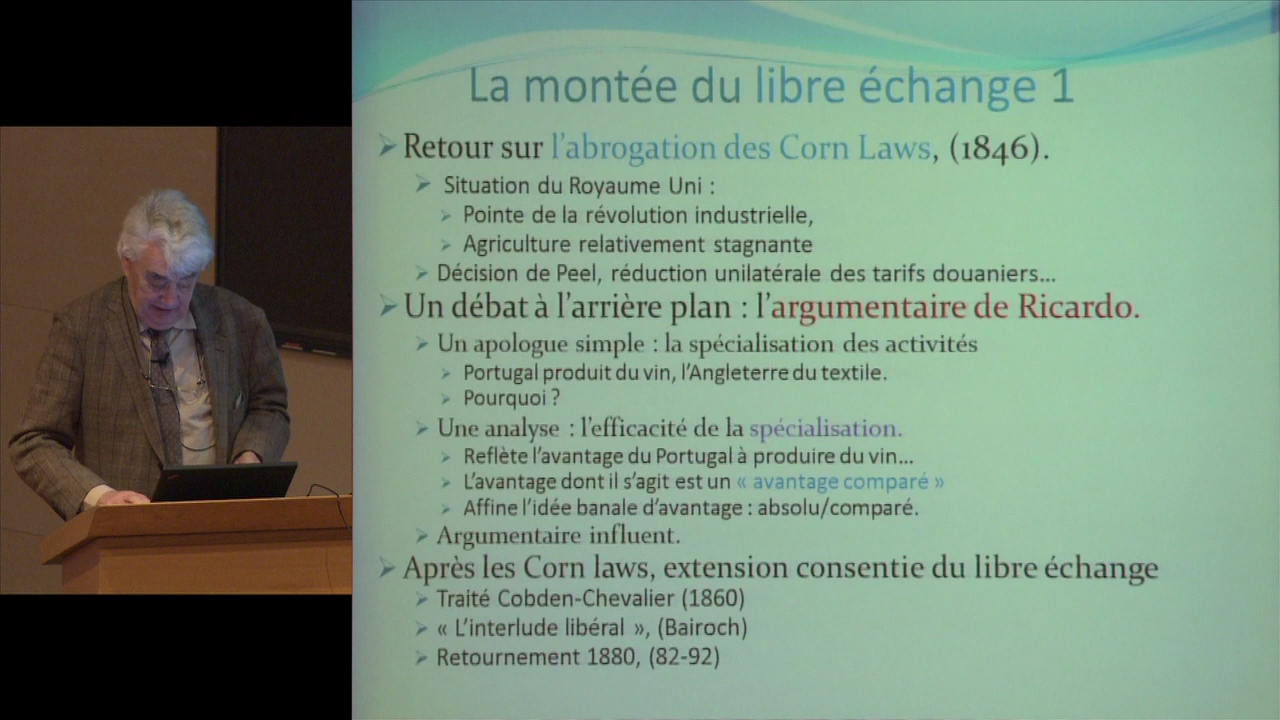 La montée du libre échange 1
Retour sur l'abrogation des Corn Laws, (1846).
Situation du Royaume Uni :
Pointe de la révolution industrielle,
Agriculture relativement stagnante
Décision de Peel, réduction unilatérale des tarifs douaniers…
Un débat à l'arrière plan : l'argumentaire de Ricardo.
Un apologue simple : la spécialisation des activités
Portugal produit du vin, l'Angleterre du textile.
Pourquoi ?
Une analyse : l'efficacité de la spécialisation.
Reflète l'avantage du Portugal à produire du vin…
L'avantage dont il s'agit est un « avantage comparé »
Affine l'idée banale d'avantage : absolu/comparé.
Argumentaire influent.
Après les Corn laws, extension consentie du libre échange
Traité Cobden-Chevalier (1860)
« L'interlude libéral », (Bairoch)
Retournement 1880, (82-92)